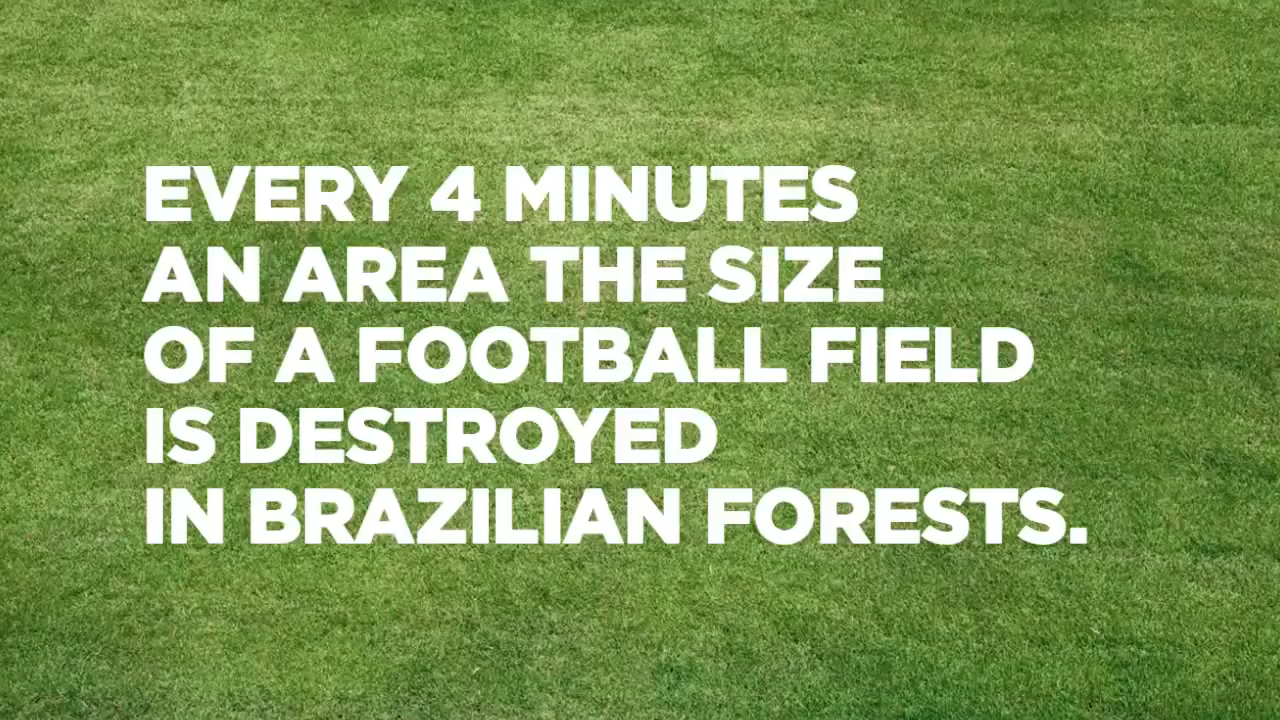 EVERY 4 MINUTES
AN AREA THE SIZE
OF A FOOTBALL FIELD
IS DESTROYED
IN BRAZILIAN FORESTS.